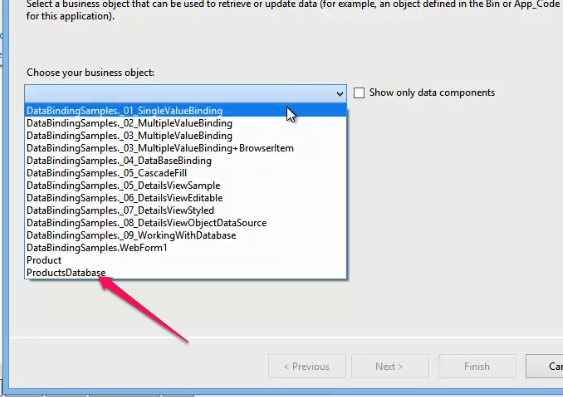 Select a business object that can be used to retrieve or update data (for example, an object defined in the Bin or App_Code
for this application).
Choose your business object:
Show only data components
DataBindingSamples._01_SingleValueBinding
DataBindingSamples._02_MultipleValueBinding
DataBindingSamples._03_MultipleValueBinding
DataBindingSamples._03_MultipleValueBinding+BrowserItem
DataBindingSamples._04_DataBaseBinding
DataBindingSamples._05_CascadeFill
DataBindingSamples._05_DetailsViewSample
DataBindingSamples._06_DetailsViewEditable
DataBindingSamples._07_DetailsViewStyled
DataBindingSamples._08_DetailsViewObjectDataSource
DataBindingSamples._09_WorkingWithDatabase
DataBindingSamples.WebForm1
Product
ProductsDatabase
< Previous Next > Finish